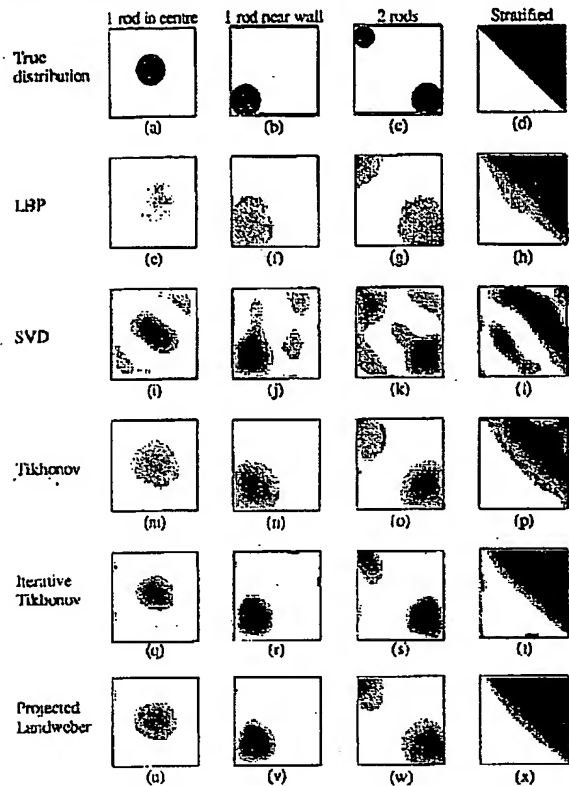 1 rod in centre 1 rod near wall 2 rods Stratified
True
distribution
(a) (b) (c) (d)
LBP
(e) (f) (g) (h)
SVD
(i) (j) (k) (l)
Tikhonov
(m) (n) (o) (p)
Iterative
Tikhonov
(q) (r) (s) (t)
Projected
Landweber
(u) (v) (w) (x)